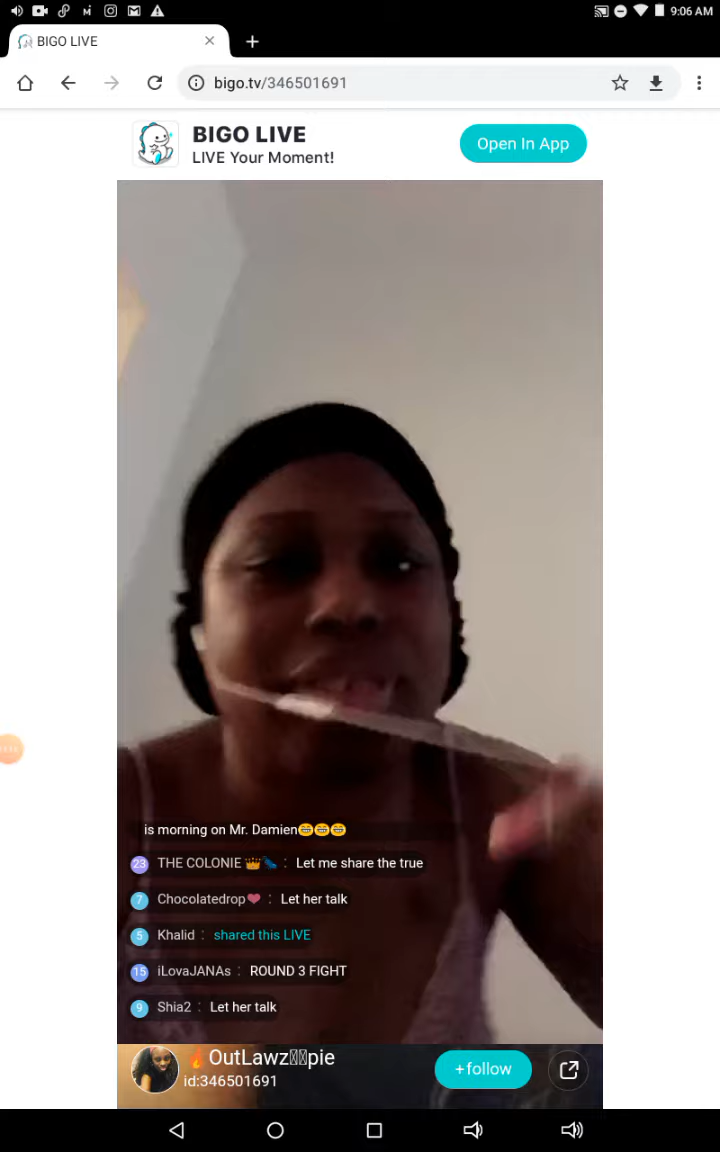 9:06 AM
BIGO LIVE
bigo.tv/346501691
BIGO LIVE
LIVE Your Moment!
Open In App
is morning on Mr. Damien😁😁😁
23 THE COLONIE 👑👠 : Let me share the true
7 Chocolatedrop❤️ : Let her talk
5 Khalid : shared this LIVE
15 iLovaJANAs : ROUND 3 FIGHT
9 Shia2 : Let her talk
🔥OutLawz▯▯pie
id:346501691
+follow